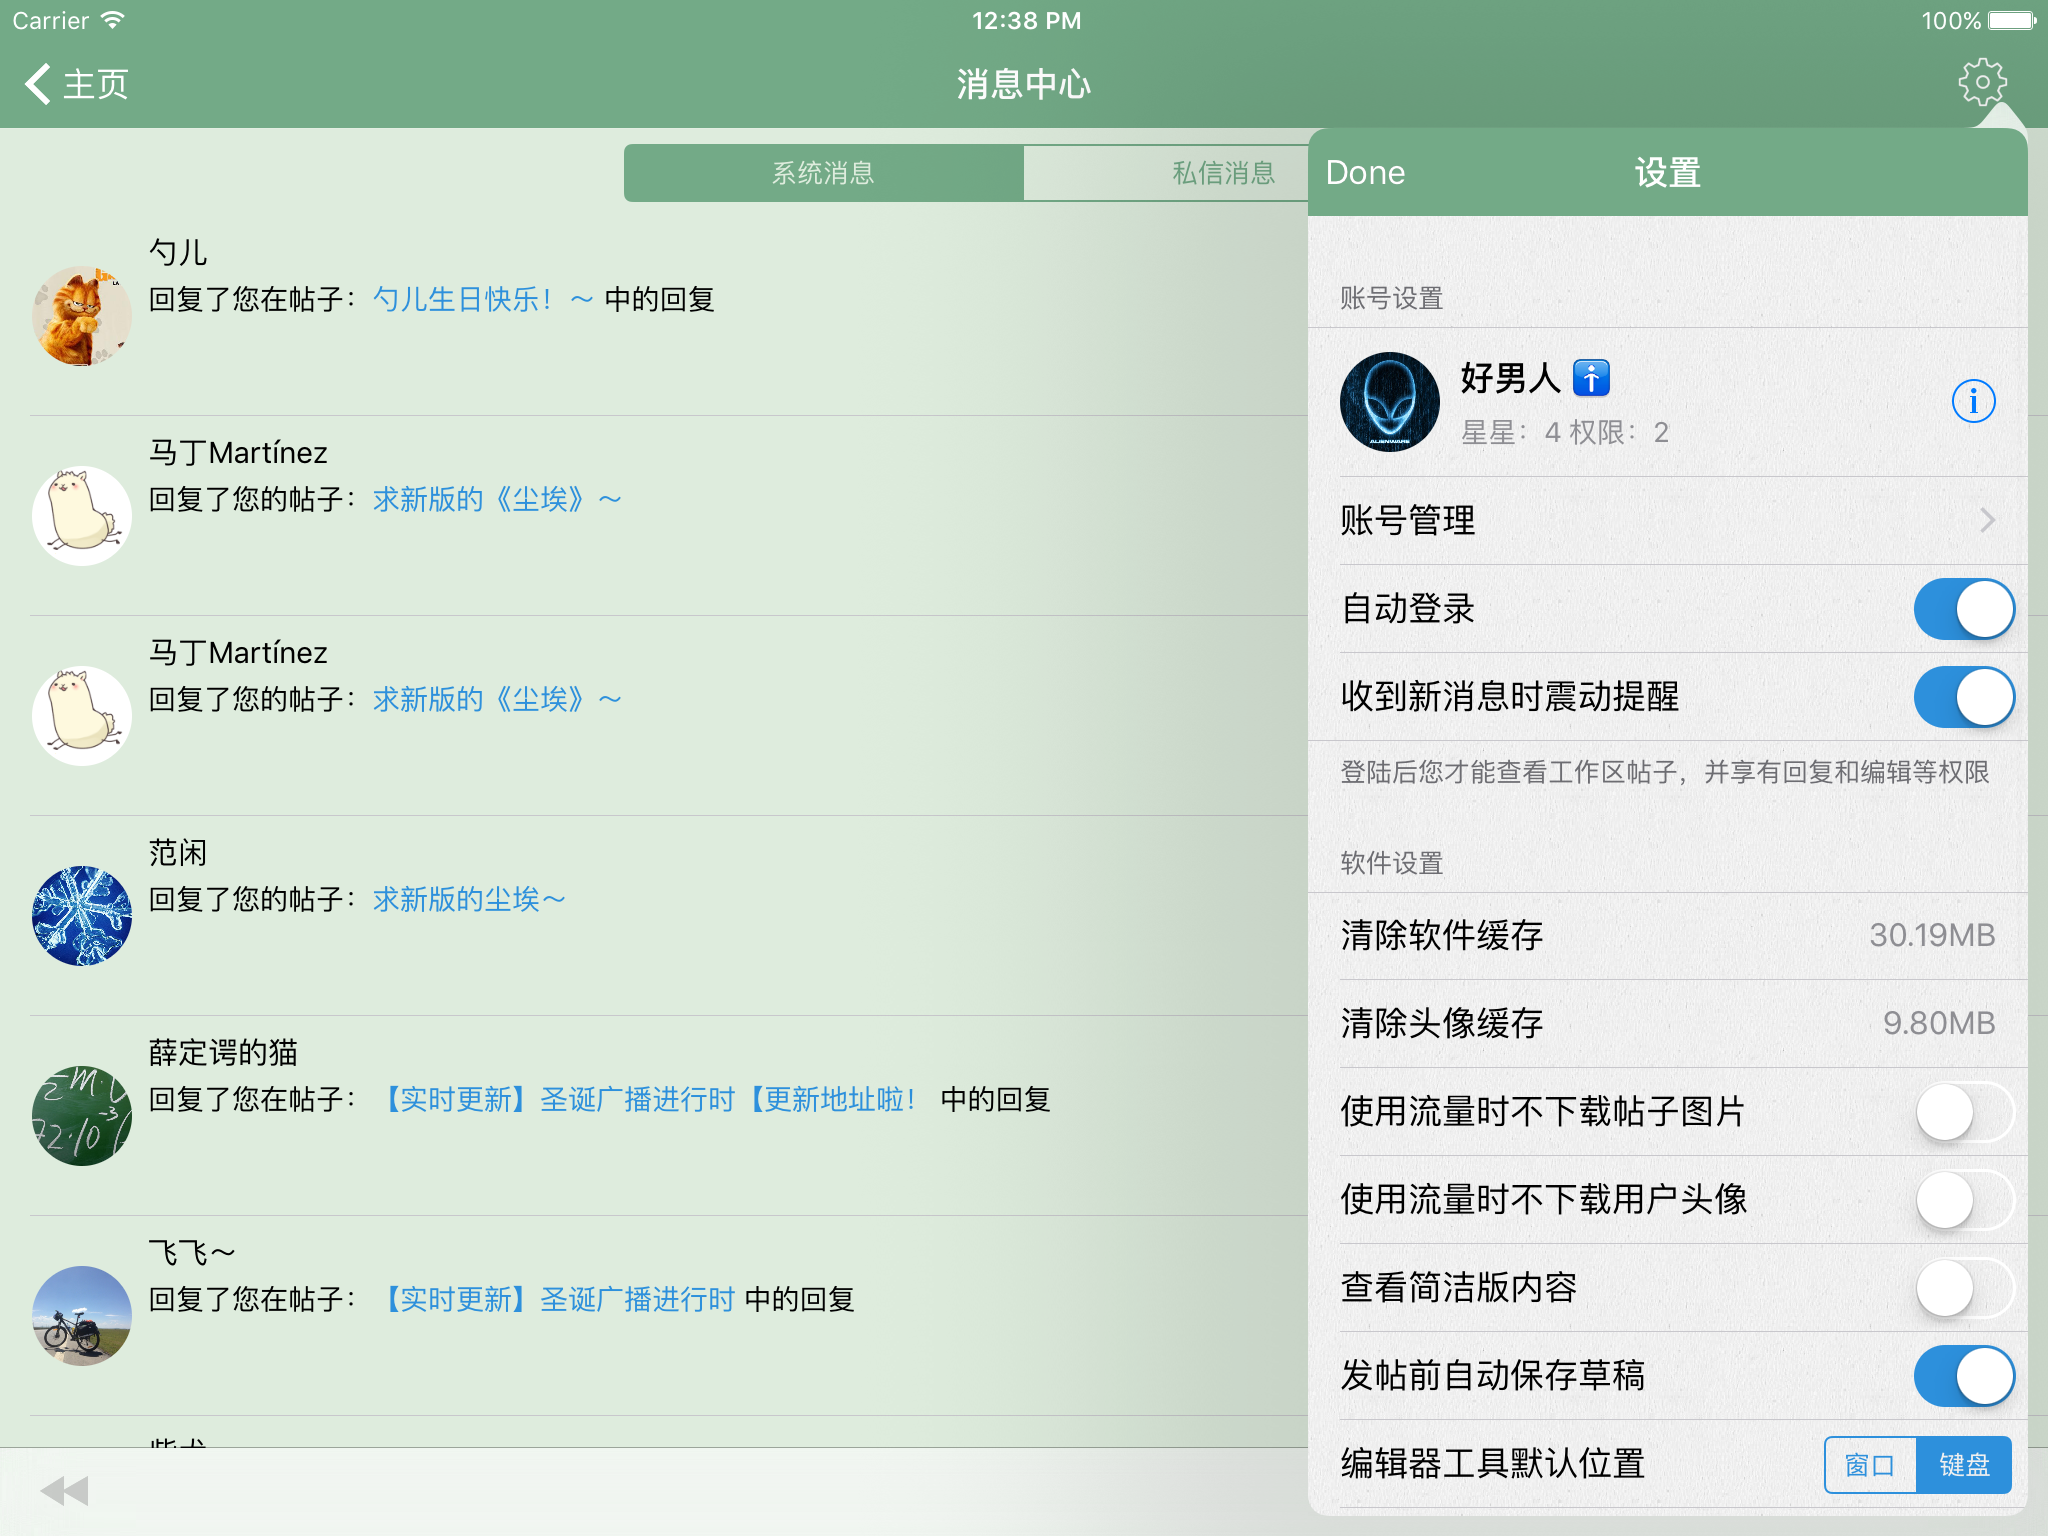 Carrier
12:38 PM
100%
主页
消息中心
系统消息
私信消息
勺儿
回复了您在帖子：勺儿生日快乐！～ 中的回复
马丁Martínez
回复了您的帖子：求新版的《尘埃》～
马丁Martínez
回复了您的帖子：求新版的《尘埃》～
范闲
回复了您的帖子：求新版的尘埃～
薛定谔的猫
回复了您在帖子：【实时更新】圣诞广播进行时【更新地址啦！ 中的回复
飞飞～
回复了您在帖子：【实时更新】圣诞广播进行时 中的回复
Done
设置
账号设置
好男人
星星：4 权限：2
账号管理
自动登录
收到新消息时震动提醒
登陆后您才能查看工作区帖子，并享有回复和编辑等权限
软件设置
清除软件缓存
30.19MB
清除头像缓存
9.80MB
使用流量时不下载帖子图片
使用流量时不下载用户头像
查看简洁版内容
发帖前自动保存草稿
编辑器工具默认位置
窗口
键盘